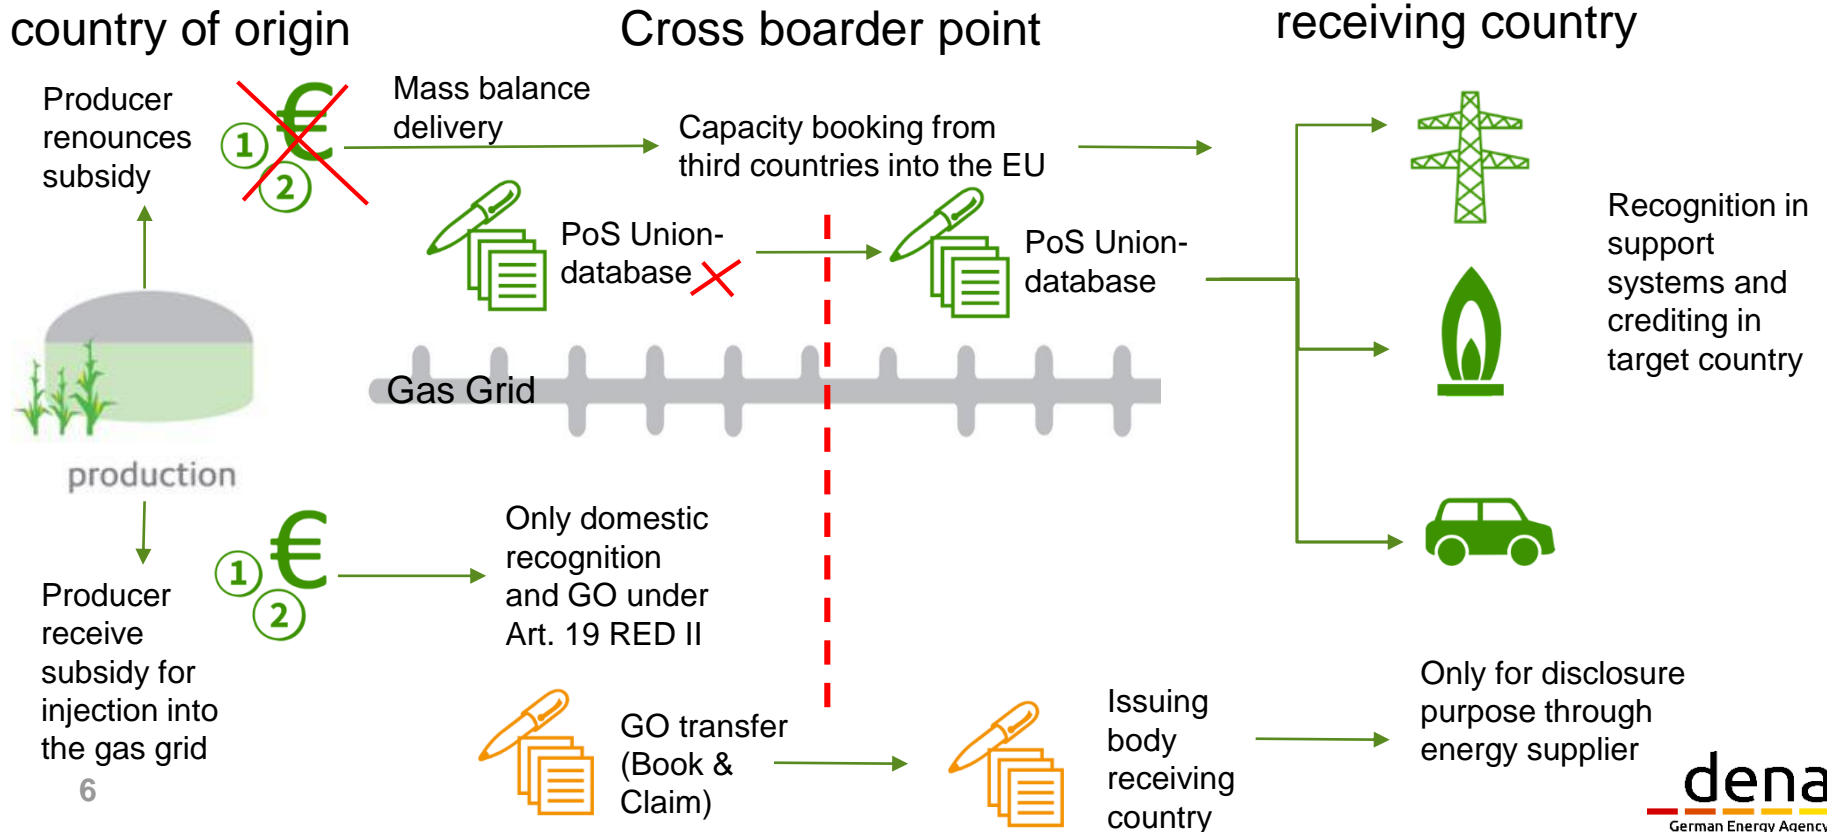 country of origin
Cross boarder point
receiving country
Producer
renounces
subsidy
1
€
2
Mass balance
delivery
Capacity booking from
third countries into the EU
PoS Union-
database
PoS Union-
database
Recognition in
support
systems and
crediting in
target country
Gas Grid
production
Producer
receive
subsidy for
injection into
the gas grid
1
€
2
Only domestic
recognition
and GO under
Art. 19 RED II
GO transfer
(Book &
Claim)
Issuing
body
receiving
country
Only for disclosure
purpose through
energy supplier
6
dena
German Energy Agency